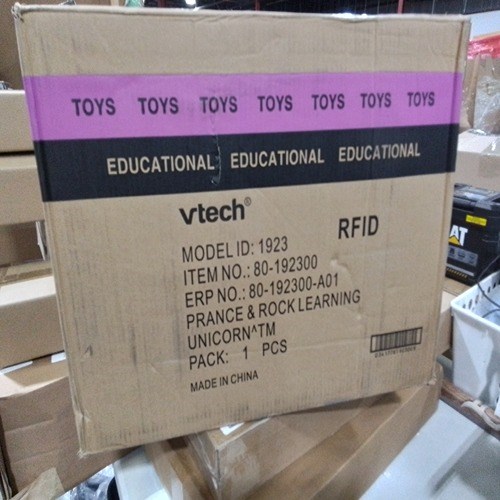 TOYS TOYS TOYS TOYS TOYS TOYS TOYS
EDUCATIONAL EDUCATIONAL EDUCATIONAL
vtech®
RFID
MODEL ID: 1923
ITEM NO.: 80-192300
ERP NO.: 80-192300-A01
PRANCE & ROCK LEARNING
UNICORN^TM
PACK: 1 PCS
MADE IN CHINA